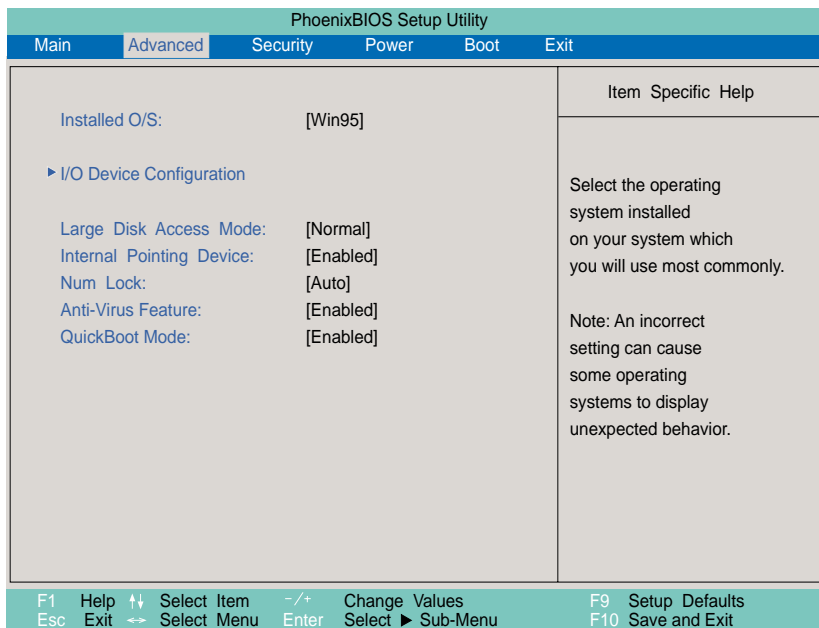 PhoenixBIOS Setup Utility
Main Advanced Security Power Boot Exit
Item Specific Help
Installed O/S: [Win95]
I/O Device Configuration
Large Disk Access Mode: [Normal]
Internal Pointing Device: [Enabled]
Num Lock: [Auto]
Anti-Virus Feature: [Enabled]
QuickBoot Mode: [Enabled]
Select the operating
system installed
on your system which
you will use most commonly.
Note: An incorrect
setting can cause
some operating
systems to display
unexpected behavior.
F1 Help ↑↓ Select Item -/+ Change Values F9 Setup Defaults
Esc Exit ↔ Select Menu Enter Select ▶ Sub-Menu F10 Save and Exit